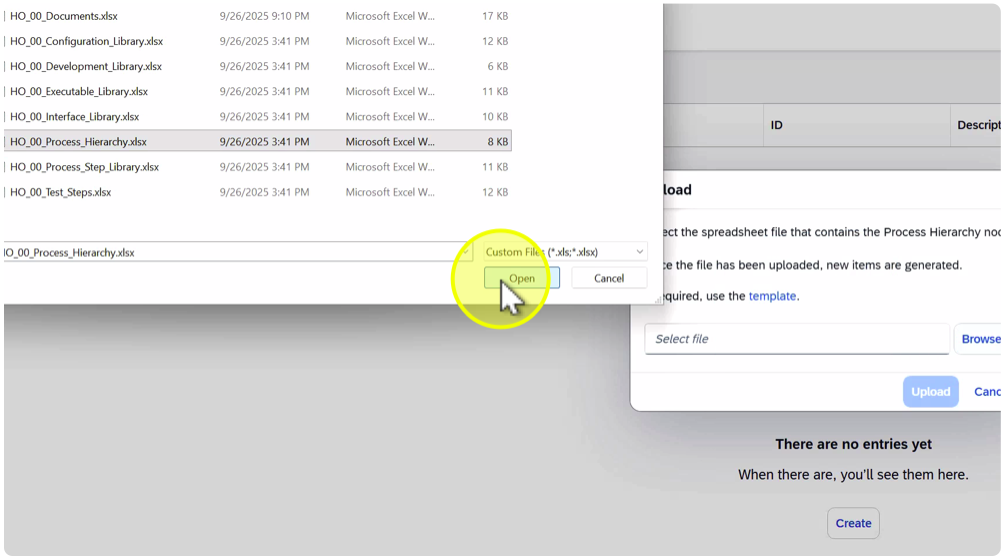 HO_00_Documents.xlsx 9/26/2025 9:10 PM Microsoft Excel W... 17 KB
HO_00_Configuration_Library.xlsx 9/26/2025 3:41 PM Microsoft Excel W... 12 KB
HO_00_Development_Library.xlsx 9/26/2025 3:41 PM Microsoft Excel W... 6 KB
HO_00_Executable_Library.xlsx 9/26/2025 3:41 PM Microsoft Excel W... 11 KB
HO_00_Interface_Library.xlsx 9/26/2025 3:41 PM Microsoft Excel W... 10 KB
HO_00_Process_Hierarchy.xlsx 9/26/2025 3:41 PM Microsoft Excel W... 8 KB
HO_00_Process_Step_Library.xlsx 9/26/2025 3:41 PM Microsoft Excel W... 11 KB
HO_00_Test_Steps.xlsx 9/26/2025 3:41 PM Microsoft Excel W... 12 KB
IO_00_Process_Hierarchy.xlsx
Custom Files (*.xls;*.xlsx)
Open Cancel
ID Descript
load
ect the spreadsheet file that contains the Process Hierarchy noc
ce the file has been uploaded, new items are generated.
equired, use the template.
Select file Browse
Upload Canc
There are no entries yet
When there are, you'll see them here.
Create